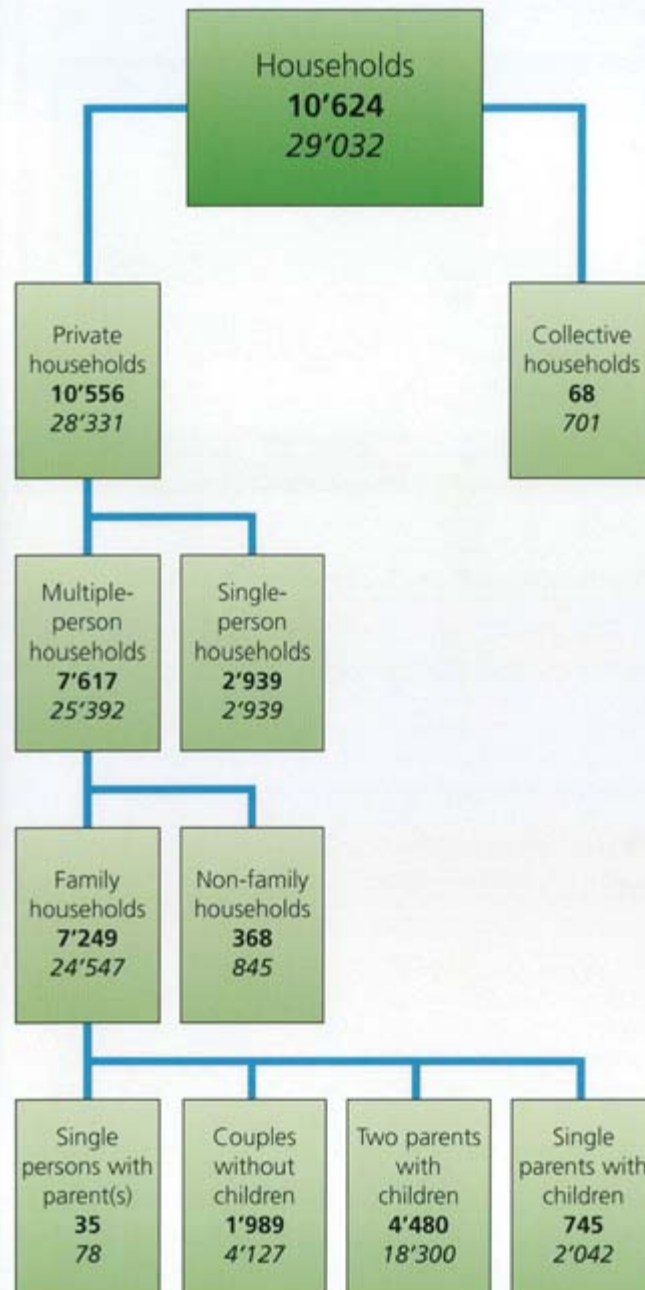 Households
10’624
29’032
Private
households
10’556
28’331
Collective
households
68
701
Multiple-
person
households
7’617
25’392
Single-
person
households
2’939
2’939
Family
households
7’249
24’547
Non-family
households
368
845
Single
persons with
parent(s)
35
78
Couples
without
children
1’989
4’127
Two parents
with
children
4’480
18’300
Single
parents with
children
745
2’042